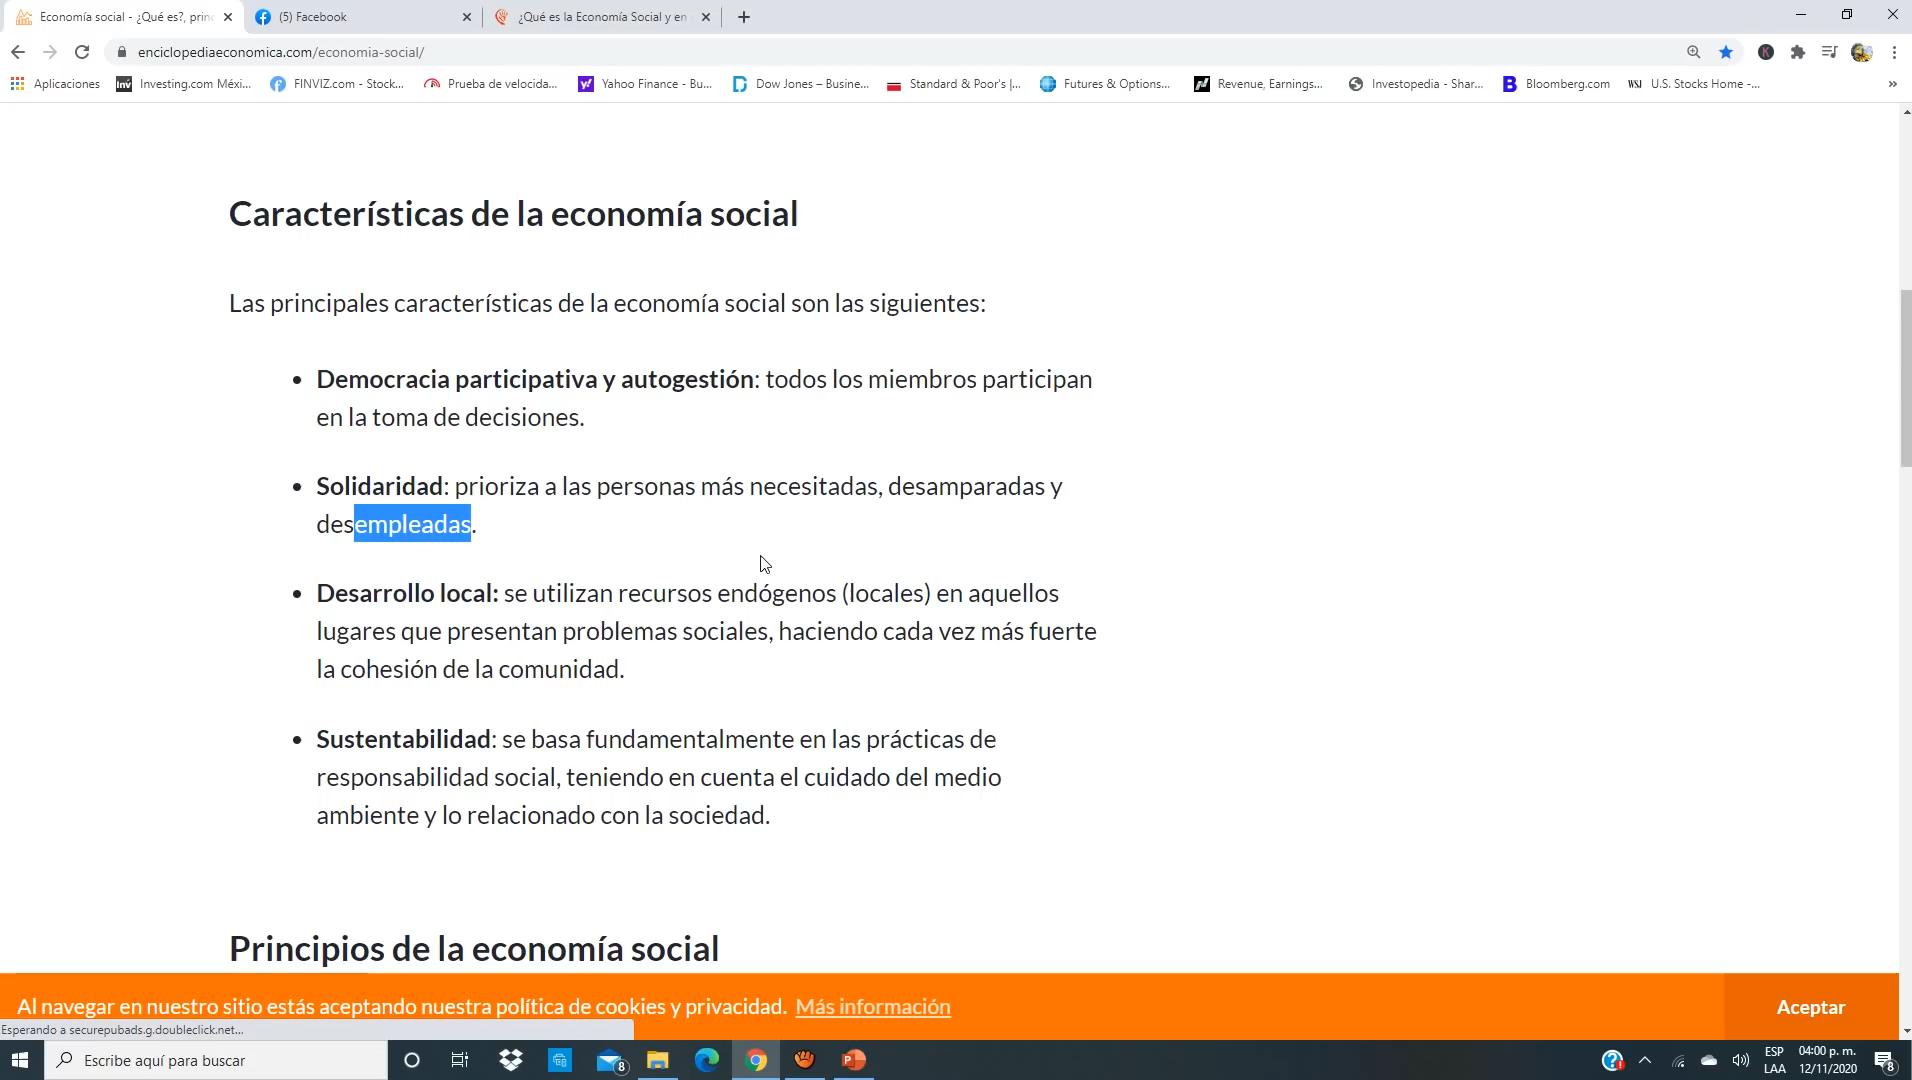 Economía social - ¿Qué es?, princ
(5) Facebook
¿Qué es la Economía Social y en
enciclopediaeconomica.com/economia-social/
Aplicaciones
Investing.com Méxi...
FINVIZ.com - Stock...
Prueba de velocida...
Yahoo Finance - Bu...
Dow Jones – Busine...
Standard & Poor's |...
Futures & Options...
Revenue, Earnings...
Investopedia - Shar...
Bloomberg.com
WSJ U.S. Stocks Home -...
»
Características de la economía social
Las principales características de la economía social son las siguientes:
• Democracia participativa y autogestión: todos los miembros participan
en la toma de decisiones.
• Solidaridad: prioriza a las personas más necesitadas, desamparadas y
desempleadas.
• Desarrollo local: se utilizan recursos endógenos (locales) en aquellos
lugares que presentan problemas sociales, haciendo cada vez más fuerte
la cohesión de la comunidad.
• Sustentabilidad: se basa fundamentalmente en las prácticas de
responsabilidad social, teniendo en cuenta el cuidado del medio
ambiente y lo relacionado con la sociedad.
Principios de la economía social
Al navegar en nuestro sitio estás aceptando nuestra política de cookies y privacidad. Más información
Aceptar
Esperando a securepubads.g.doubleclick.net...
Escribe aquí para buscar
8
ESP
LAA
04:00 p. m.
12/11/2020
8